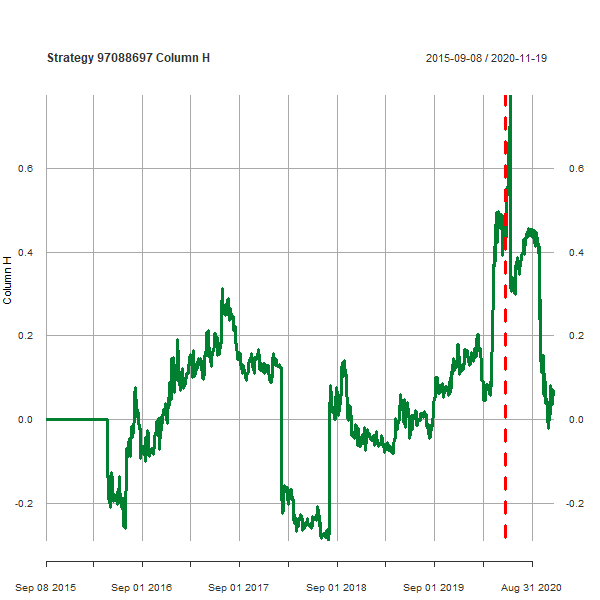 Strategy 97088697 Column H
2015-09-08 / 2020-11-19
0.6 0.6
0.4 0.4
Column H
0.2 0.2
0.0 0.0
-0.2 -0.2
Sep 08 2015 Sep 01 2016 Sep 01 2017 Sep 01 2018 Sep 01 2019 Aug 31 2020